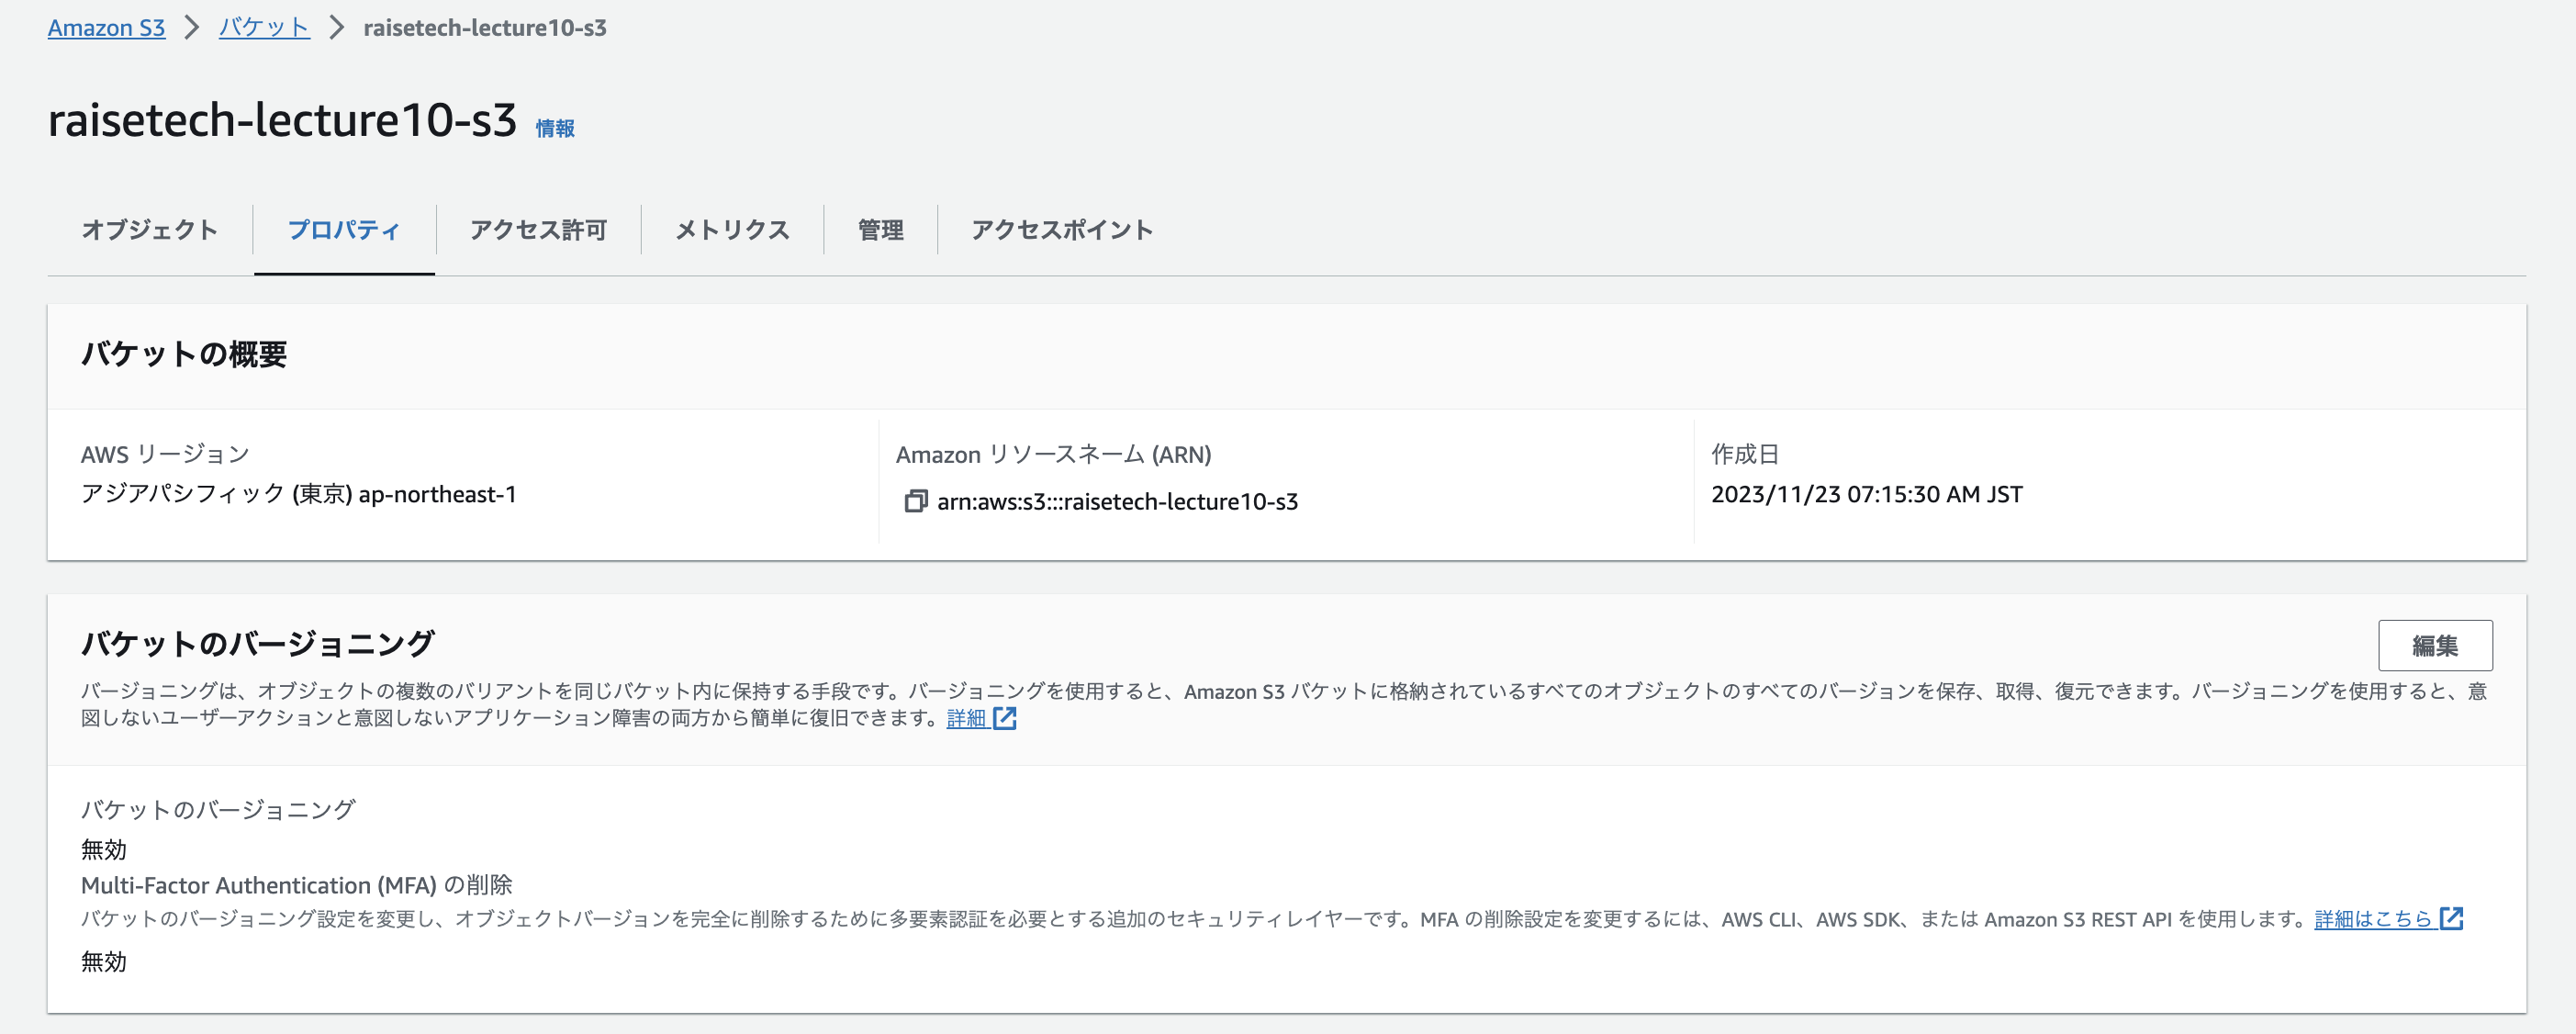 Amazon S3 > バケット > raisetech-lecture10-s3
raisetech-lecture10-s3 情報
オブジェクト プロパティ アクセス許可 メトリクス 管理 アクセスポイント
バケットの概要
AWS リージョン
アジアパシフィック (東京) ap-northeast-1
Amazon リソースネーム (ARN)
arn:aws:s3:::raisetech-lecture10-s3
作成日
2023/11/23 07:15:30 AM JST
バケットのバージョニング
編集
バージョニングは、オブジェクトの複数のバリアントを同じバケット内に保持する手段です。バージョニングを使用すると、Amazon S3 バケットに格納されているすべてのオブジェクトのすべてのバージョンを保存、取得、復元できます。バージョニングを使用すると、意
図しないユーザーアクションと意図しないアプリケーション障害の両方から簡単に復旧できます。詳細
バケットのバージョニング
無効
Multi-Factor Authentication (MFA) の削除
バケットのバージョニング設定を変更し、オブジェクトバージョンを完全に削除するために多要素認証を必要とする追加のセキュリティレイヤーです。MFA の削除設定を変更するには、AWS CLI、AWS SDK、または Amazon S3 REST API を使用します。詳細はこちら
無効